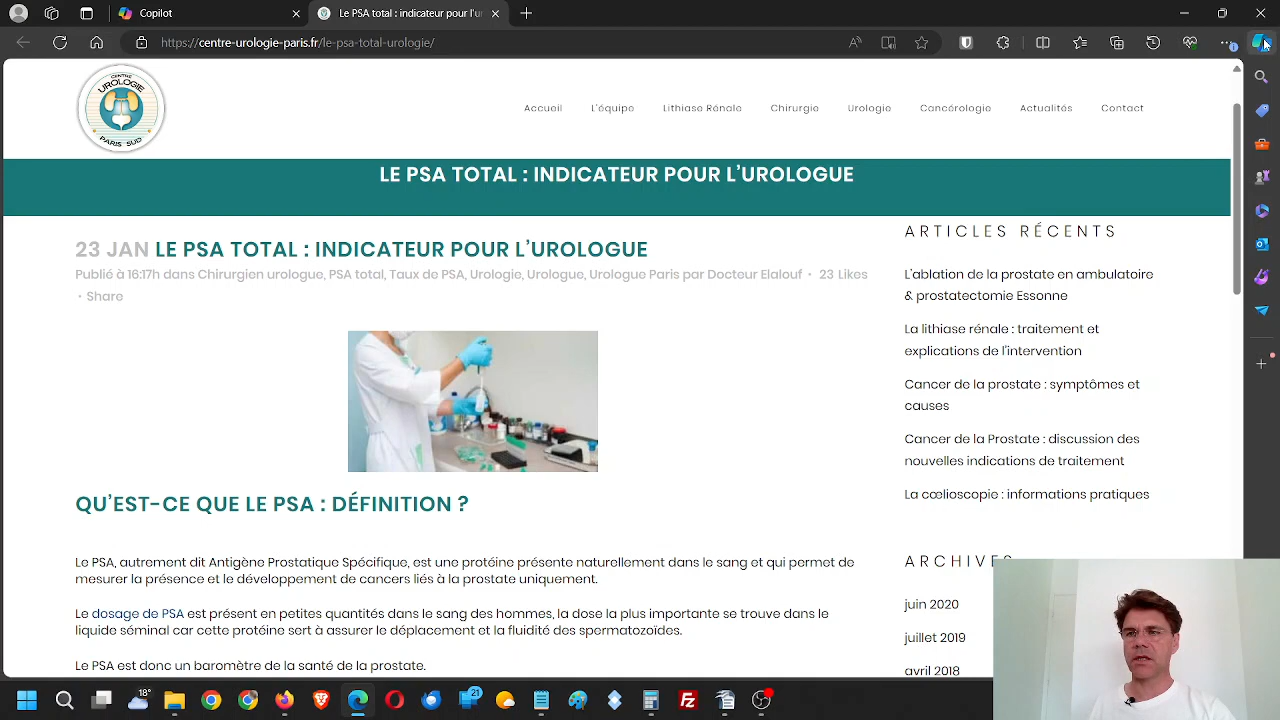 Copilot
Le PSA total : indicateur pour l'ur
https://centre-urologie-paris.fr/le-psa-total-urologie/
CENTRE
UROLOGIE
PARIS SUD
Accueil
L'équipe
Lithiase Rénale
Chirurgie
Urologie
Cancérologie
Actualités
Contact
LE PSA TOTAL : INDICATEUR POUR L'UROLOGUE
23 JAN LE PSA TOTAL : INDICATEUR POUR L'UROLOGUE
Publié à 16:17h dans Chirurgien urologue, PSA total, Taux de PSA, Urologie, Urologue, Urologue Paris par Docteur Elalouf · 23 Likes
· Share
QU'EST-CE QUE LE PSA : DÉFINITION ?
Le PSA, autrement dit Antigène Prostatique Spécifique, est une protéine présente naturellement dans le sang et qui permet de
mesurer la présence et le développement de cancers liés à la prostate uniquement.
Le dosage de PSA est présent en petites quantités dans le sang des hommes, la dose la plus importante se trouve dans le
liquide séminal car cette protéine sert à assurer le déplacement et la fluidité des spermatozoïdes.
Le PSA est donc un baromètre de la santé de la prostate.
ARTICLES RÉCENTS
L'ablation de la prostate en ambulatoire
& prostatectomie Essonne
La lithiase rénale : traitement et
explications de l'intervention
Cancer de la prostate : symptômes et
causes
Cancer de la Prostate : discussion des
nouvelles indications de traitement
La cœlioscopie : informations pratiques
ARCHIVES
juin 2020
juillet 2019
avril 2018
18°
21